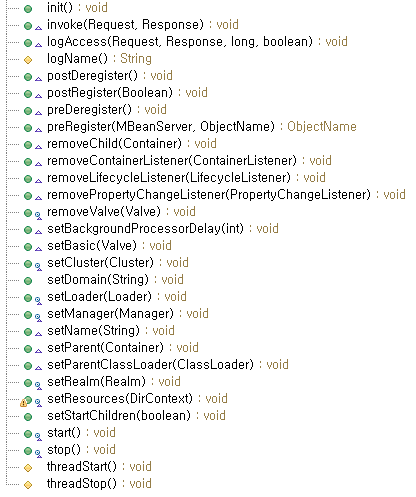 init() : void
invoke(Request, Response) : void
logAccess(Request, Response, long, boolean) : void
logName() : String
postDeregister() : void
postRegister(Boolean) : void
preDeregister() : void
preRegister(MBeanServer, ObjectName) : ObjectName
removeChild(Container) : void
removeContainerListener(ContainerListener) : void
removeLifecycleListener(LifecycleListener) : void
removePropertyChangeListener(PropertyChangeListener) : void
removeValve(Valve) : void
setBackgroundProcessorDelay(int) : void
setBasic(Valve) : void
setCluster(Cluster) : void
setDomain(String) : void
setLoader(Loader) : void
setManager(Manager) : void
setName(String) : void
setParent(Container) : void
setParentClassLoader(ClassLoader) : void
setRealm(Realm) : void
setResources(DirContext) : void
setStartChildren(boolean) : void
start() : void
stop() : void
threadStart() : void
threadStop() : void